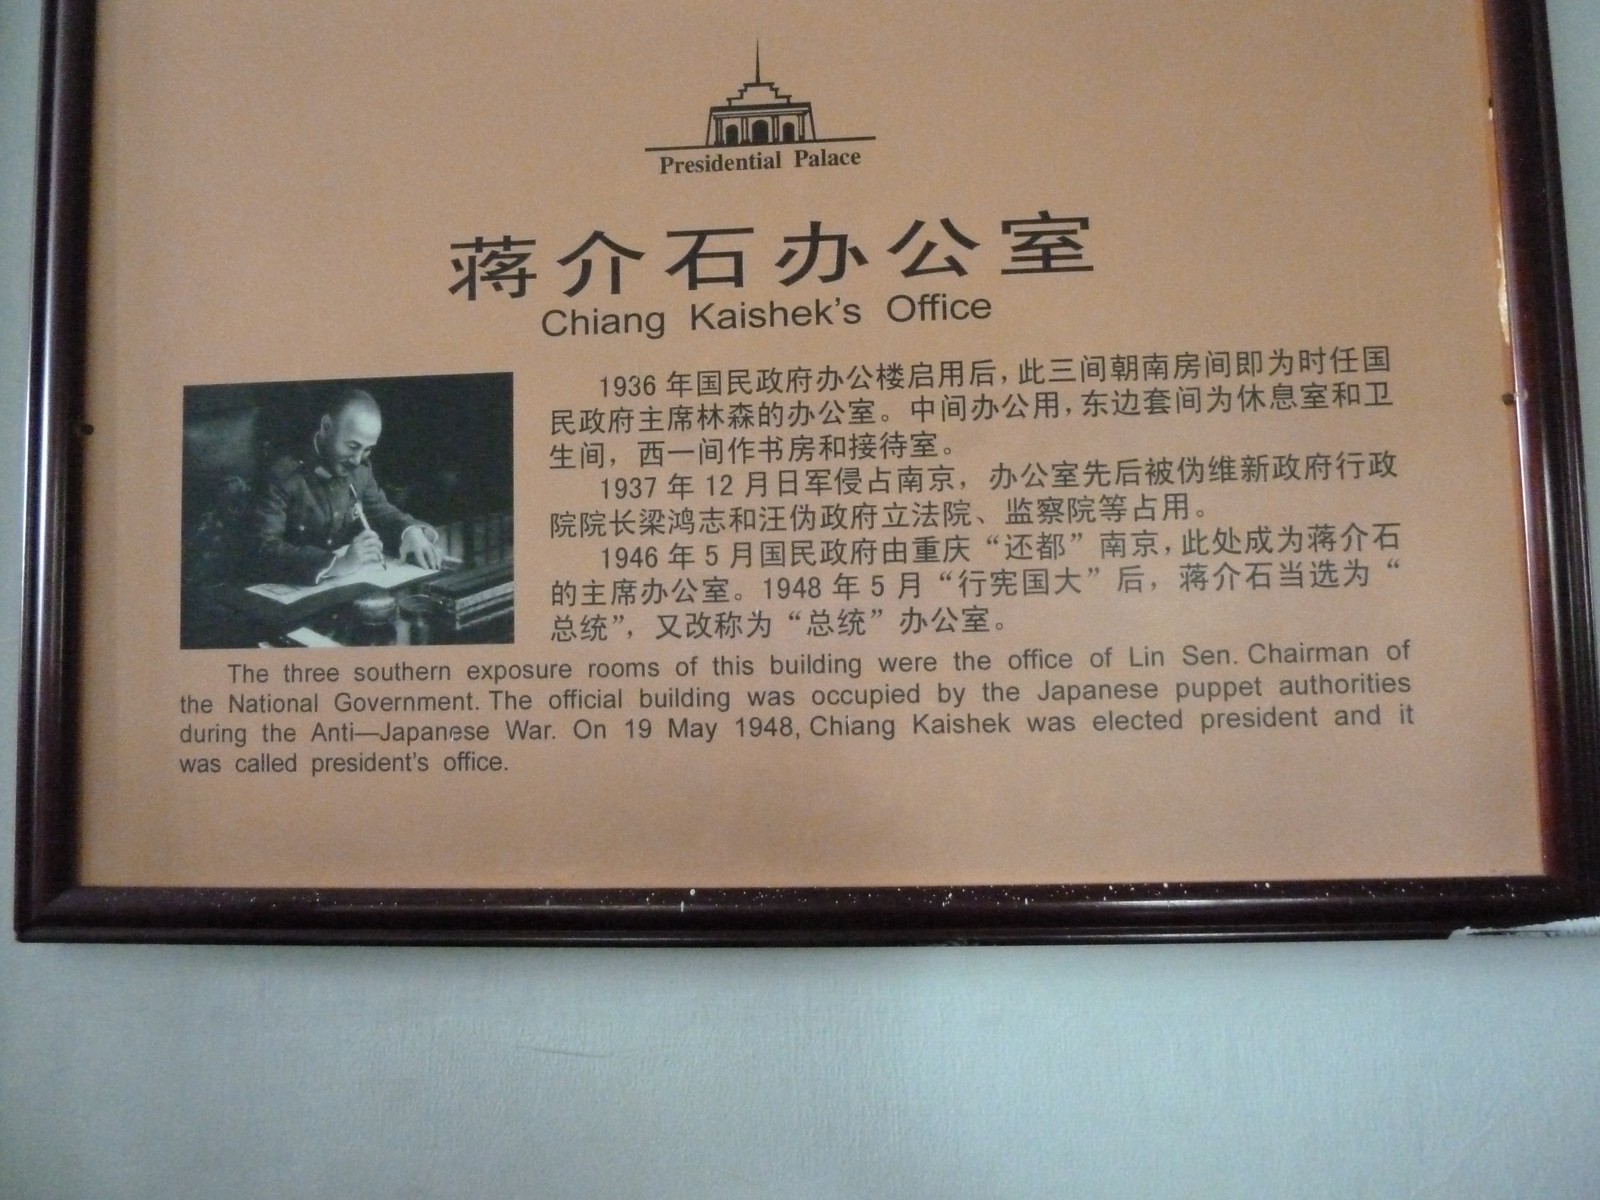 Presidential Palace
蒋介石办公室
Chiang Kaishek's Office
1936 年国民政府办公楼启用后，此三间朝南房间即为时任国
民政府主席林森的办公室。中间办公用，东边套间为休息室和卫
生间，西一间作书房和接待室。
1937 年 12 月日军侵占南京，办公室先后被伪维新政府行政
院院长梁鸿志和汪伪政府立法院、监察院等占用。
1946 年 5 月国民政府由重庆“还都”南京，此处成为蒋介石
的主席办公室。1948 年 5 月“行宪国大”后，蒋介石当选为“
总统”，又改称为“总统”办公室。
The three southern exposure rooms of this building were the office of Lin Sen. Chairman of
the National Government. The official building was occupied by the Japanese puppet authorities
during the Anti—Japanese War. On 19 May 1948, Chiang Kaishek was elected president and it
was called president's office.